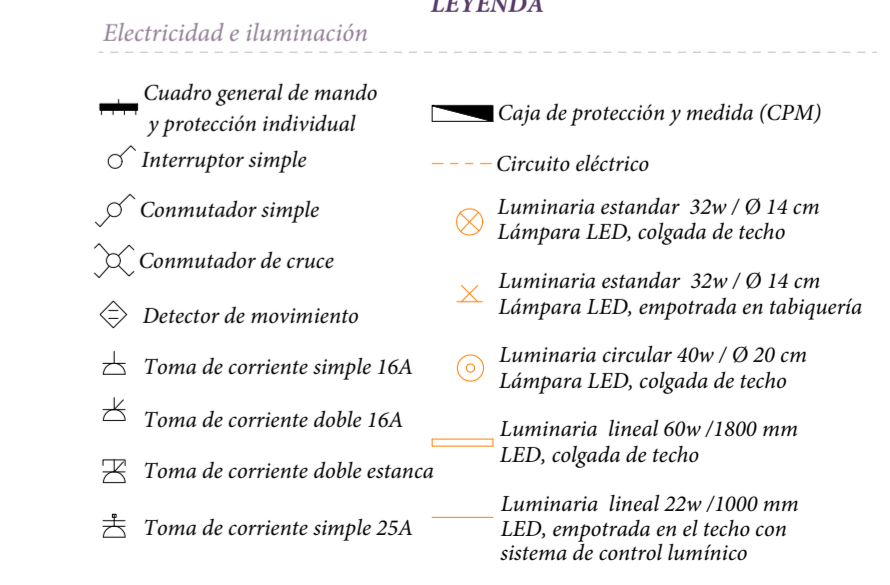 LEYENDA
Electricidad e iluminación
Cuadro general de mando
y protección individual
Interruptor simple
Conmutador simple
Conmutador de cruce
Detector de movimiento
Toma de corriente simple 16A
Toma de corriente doble 16A
Toma de corriente doble estanca
Toma de corriente simple 25A
Caja de protección y medida (CPM)
Circuito eléctrico
Luminaria estandar 32w / Ø 14 cm
Lámpara LED, colgada de techo
Luminaria estandar 32w / Ø 14 cm
Lámpara LED, empotrada en tabiquería
Luminaria circular 40w / Ø 20 cm
Lámpara LED, colgada de techo
Luminaria lineal 60w /1800 mm
LED, colgada de techo
Luminaria lineal 22w /1000 mm
LED, empotrada en el techo con
sistema de control lumínico